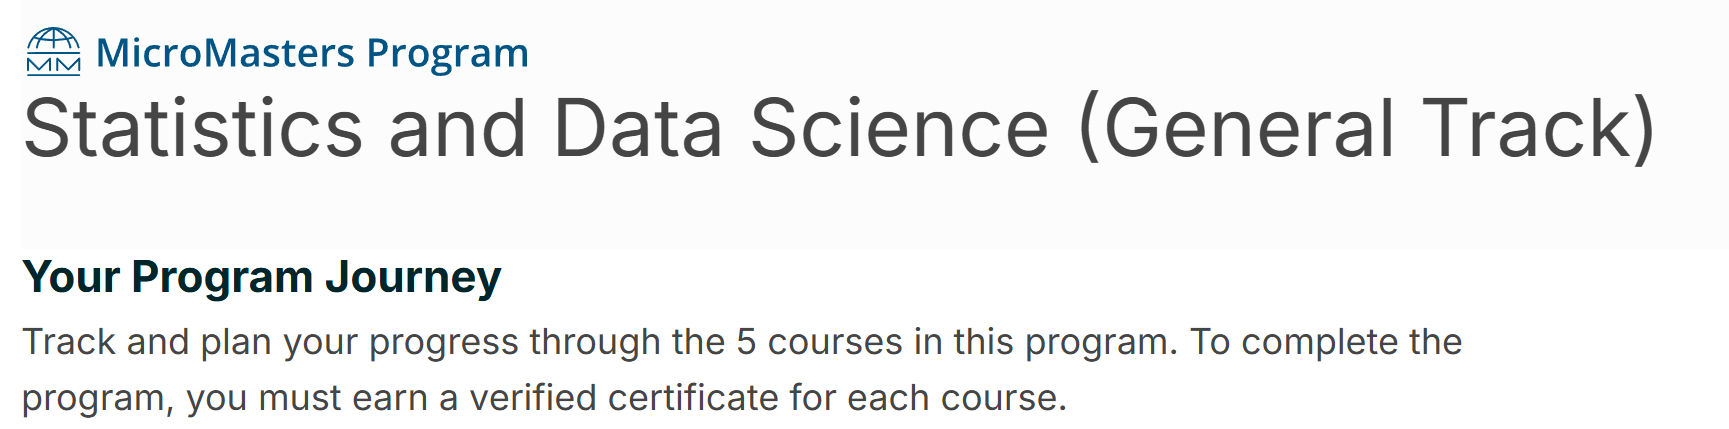 MM
MicroMasters Program
Statistics and Data Science (General Track)
Your Program Journey
Track and plan your progress through the 5 courses in this program. To complete the
program, you must earn a verified certificate for each course.